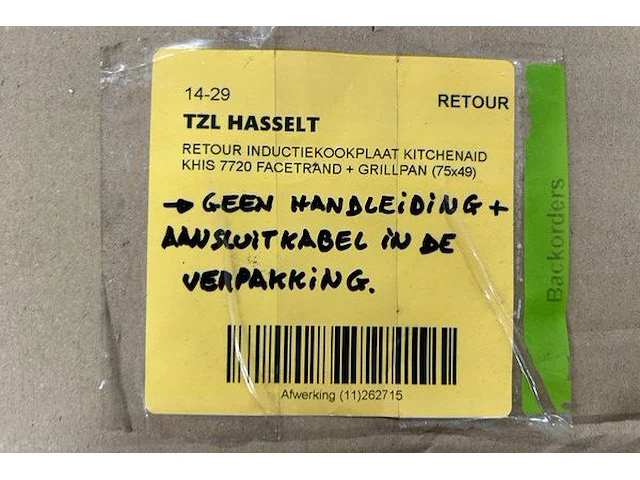 14-29 RETOUR
TZL HASSELT
RETOUR INDUCTIEKOOKPLAAT KITCHENAID
KHIS 7720 FACETRAND + GRILLPAN (75x49)
→ GEEN HANDLEIDING +
AANSLUITKABEL IN DE
VERPAKKING.
Afwerking (11)262715
Backorders